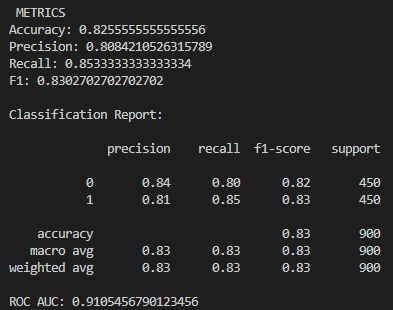 METRICS
Accuracy: 0.8255555555555556
Precision: 0.8084210526315789
Recall: 0.8533333333333334
F1: 0.8302702702702702
Classification Report:
precision recall f1-score support
0 0.84 0.80 0.82 450
1 0.81 0.85 0.83 450
accuracy 0.83 900
macro avg 0.83 0.83 0.83 900
weighted avg 0.83 0.83 0.83 900
ROC AUC: 0.9105456790123456